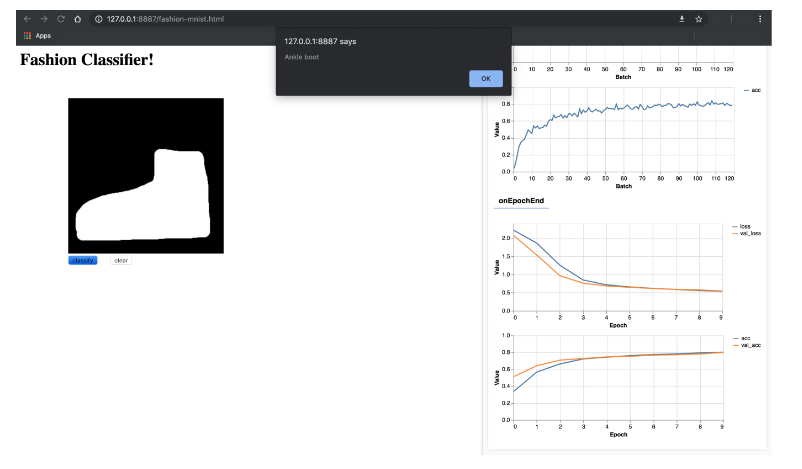 127.0.0.1:8887/fashion-mnist.html
Apps
Fashion Classifier!
127.0.0.1:8887 says
Ankle boot
OK
classify
clear
0 10 20 30 40 50 60 70 80 90 100 110 120
Batch
acc
Value
0.8
0.6
0.4
0.2
0.0
0 10 20 30 40 50 60 70 80 90 100 110 120
Batch
onEpochEnd
loss
val_loss
Value
2.0
1.5
1.0
0.5
0.0
0 1 2 3 4 5 6 7 8 9
Epoch
acc
val_acc
Value
1.0
0.8
0.6
0.4
0.2
0.0
0 1 2 3 4 5 6 7 8 9
Epoch